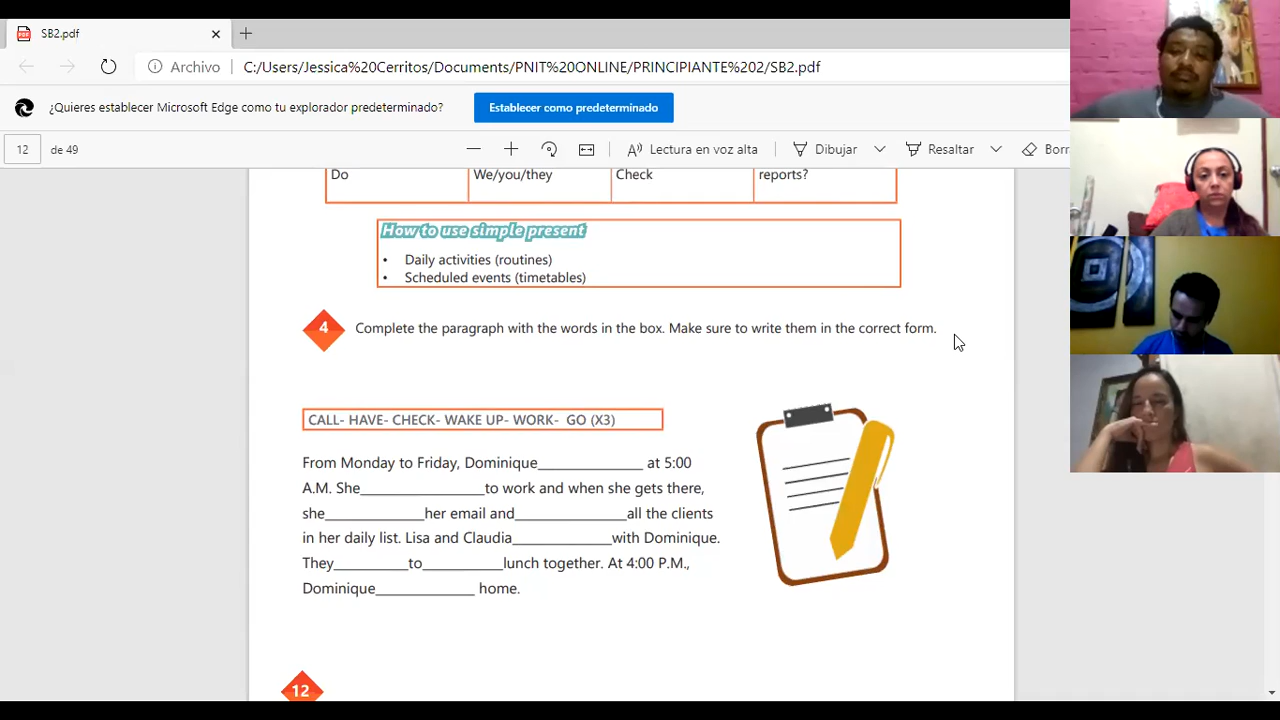 SB2.pdf
Archivo C:/Users/Jessica%20Cerritos/Documents/PNIT%20ONLINE/PRINCIPIANTE%202/SB2.pdf
¿Quieres establecer Microsoft Edge como tu explorador predeterminado? Establecer como predeterminado
12 de 49 Lectura en voz alta Dibujar Resaltar Borr
Do We/you/they Check reports?
How to use simple present
• Daily activities (routines)
• Scheduled events (timetables)
4 Complete the paragraph with the words in the box. Make sure to write them in the correct form.
CALL- HAVE- CHECK- WAKE UP- WORK- GO (X3)
From Monday to Friday, Dominique______________ at 5:00
A.M. She_________________to work and when she gets there,
she______________her email and________________all the clients
in her daily list. Lisa and Claudia______________with Dominique.
They__________to___________lunch together. At 4:00 P.M.,
Dominique______________ home.
12